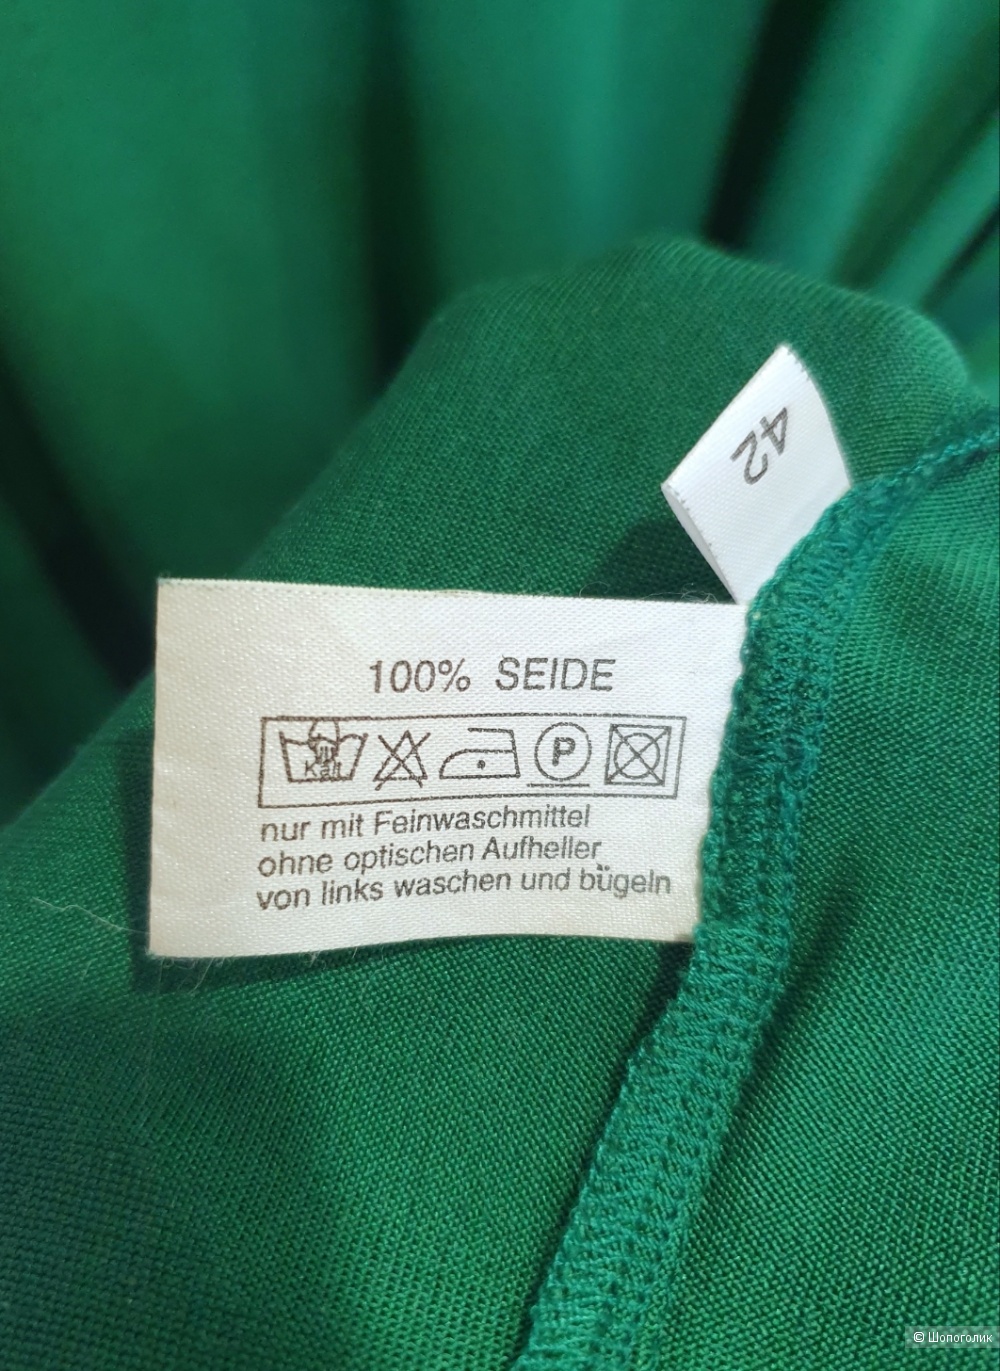 42
100% SEIDE
Kalt
P
nur mit Feinwaschmittel
ohne optischen Aufheller
von links waschen und bügeln
© Шопоголик